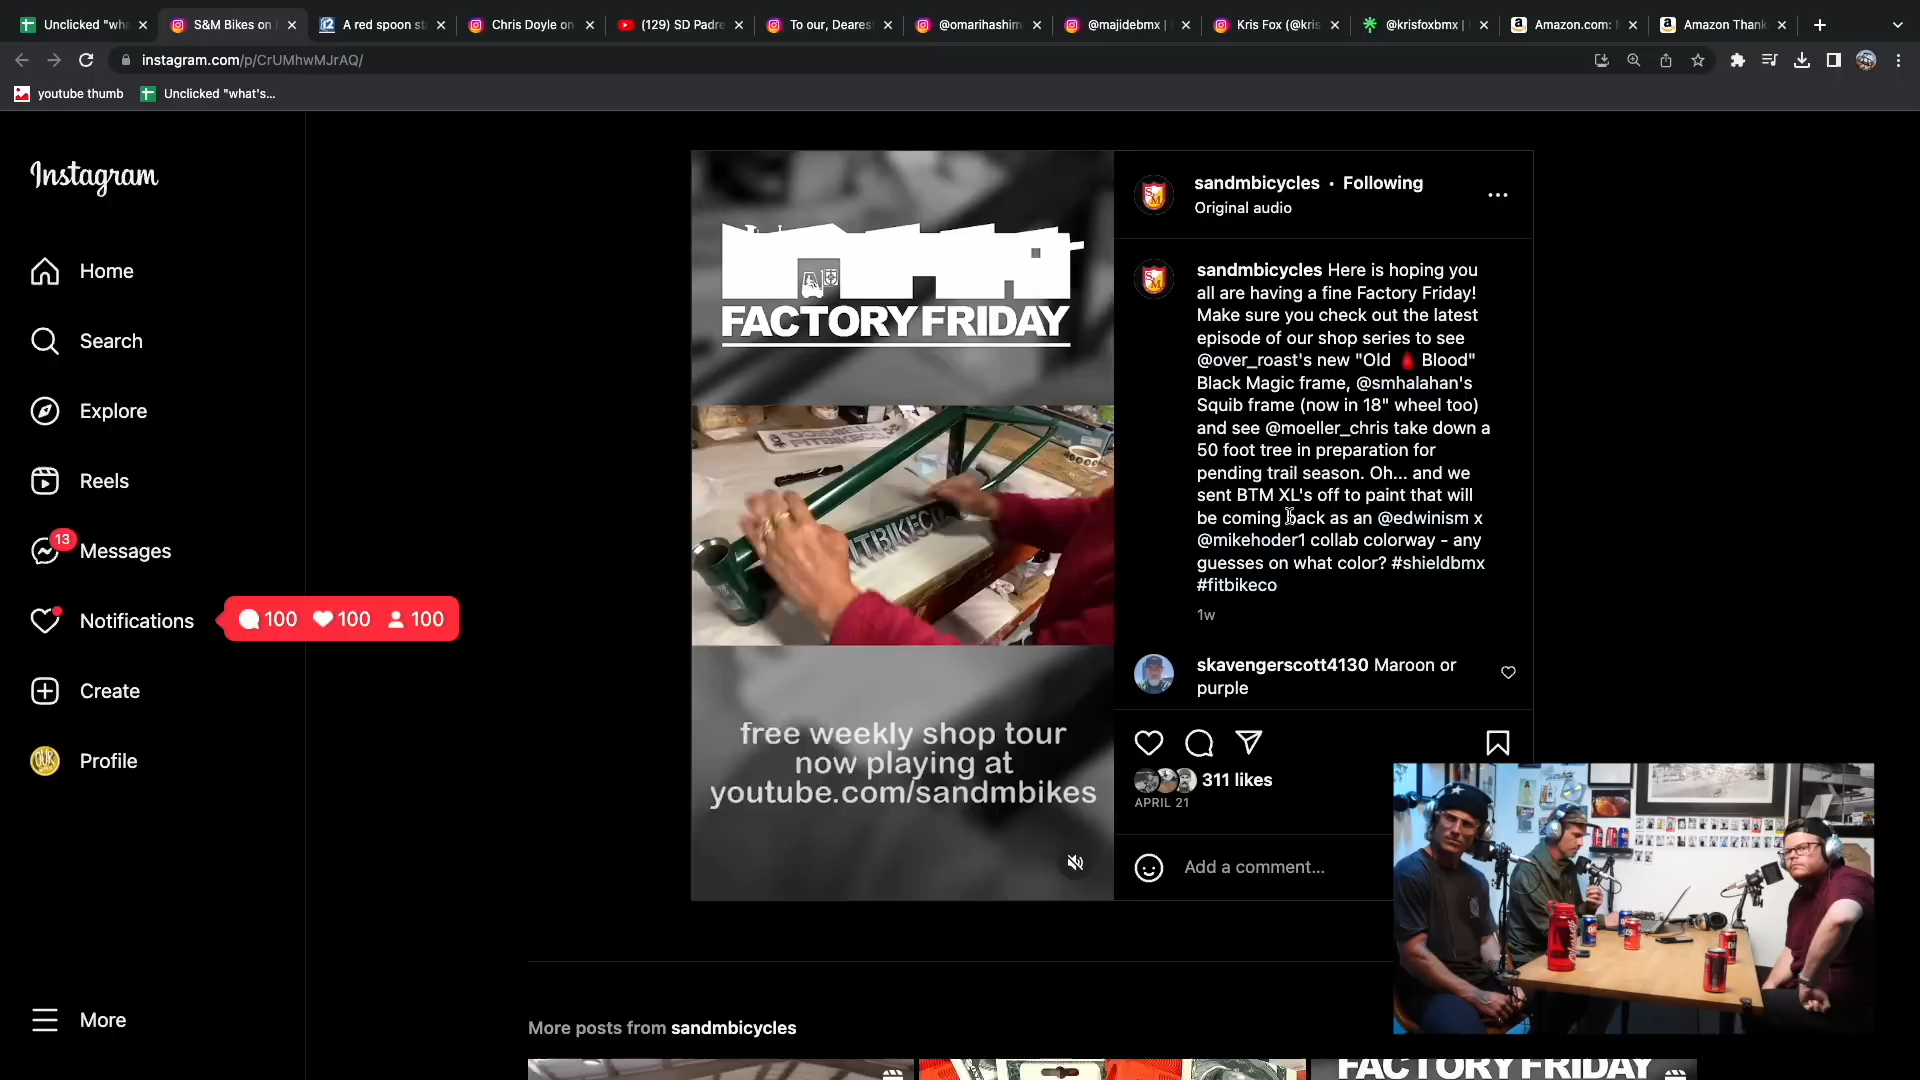 Unclicked "wha
S&M Bikes on
A red spoon st
Chris Doyle on
(129) SD Padre
To our, Deares
@omarihashim
@majidebmx |
Kris Fox (@kris
@krisfoxbmx |
Amazon.com:
Amazon Thank
instagram.com/p/CrUMhwMJrAQ/
youtube thumb
Unclicked "what's...
Instagram
Home
Search
Explore
Reels
13
Messages
Notifications
100 100 100
Create
Profile
More
FACTORY FRIDAY
FITBIKECO
free weekly shop tour
now playing at
youtube.com/sandmbikes
sandmbicycles • Following
Original audio
sandmbicycles Here is hoping you
all are having a fine Factory Friday!
Make sure you check out the latest
episode of our shop series to see
@over_roast's new "Old 🩸 Blood"
Black Magic frame, @smhalahan's
Squib frame (now in 18" wheel too)
and see @moeller_chris take down a
50 foot tree in preparation for
pending trail season. Oh... and we
sent BTM XL's off to paint that will
be coming back as an @edwinism x
@mikehoder1 collab colorway - any
guesses on what color? #shieldbmx
#fitbikeco
1w
skavengerscott4130 Maroon or
purple
311 likes
APRIL 21
Add a comment...
More posts from sandmbicycles
FACTORY FRIDAY